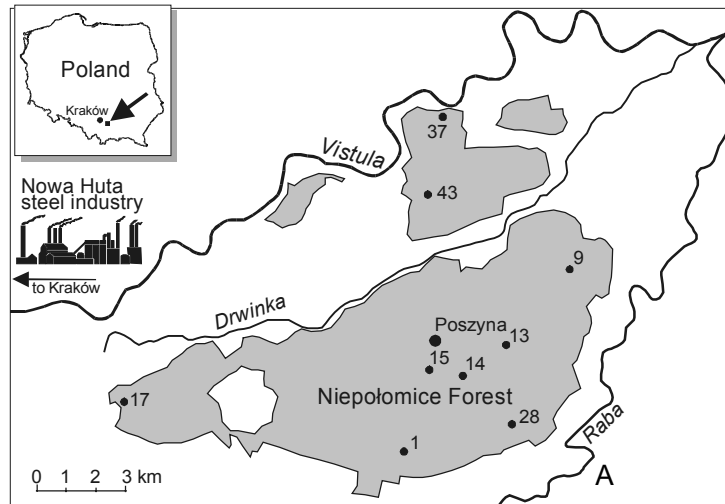 Poland
Kraków
37
Vistula
43
Nowa Huta
steel industry
to Kraków
9
Drwinka
Poszyna
13
15
14
17
Niepołomice Forest
28
1
Raba
0 1 2 3 km
A